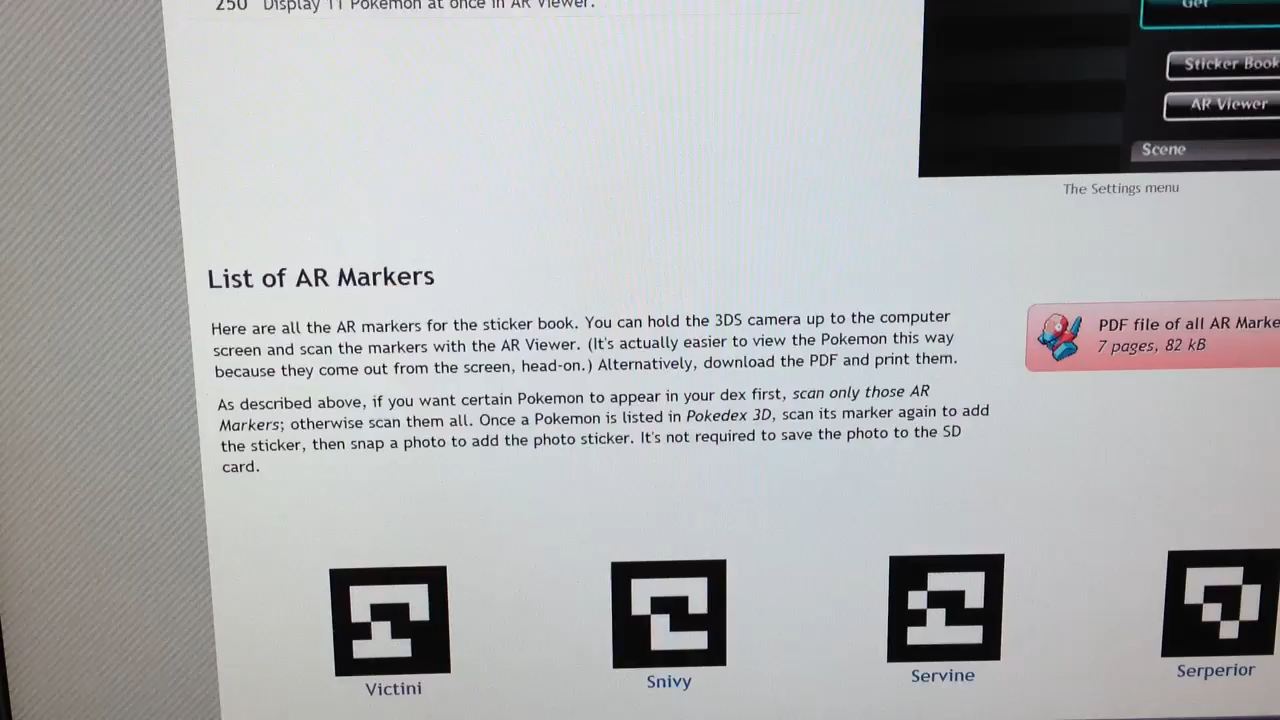 250 Display 11 Pokemon at once in AR Viewer.
Get
Sticker Book
AR Viewer
Scene
The Settings menu
List of AR Markers
Here are all the AR markers for the sticker book. You can hold the 3DS camera up to the computer
screen and scan the markers with the AR Viewer. (It's actually easier to view the Pokemon this way
because they come out from the screen, head-on.) Alternatively, download the PDF and print them.
PDF file of all AR Marke
7 pages, 82 kB
As described above, if you want certain Pokemon to appear in your dex first, scan only those AR
Markers; otherwise scan them all. Once a Pokemon is listed in Pokedex 3D, scan its marker again to add
the sticker, then snap a photo to add the photo sticker. It's not required to save the photo to the SD
card.
Victini
Snivy
Servine
Serperior